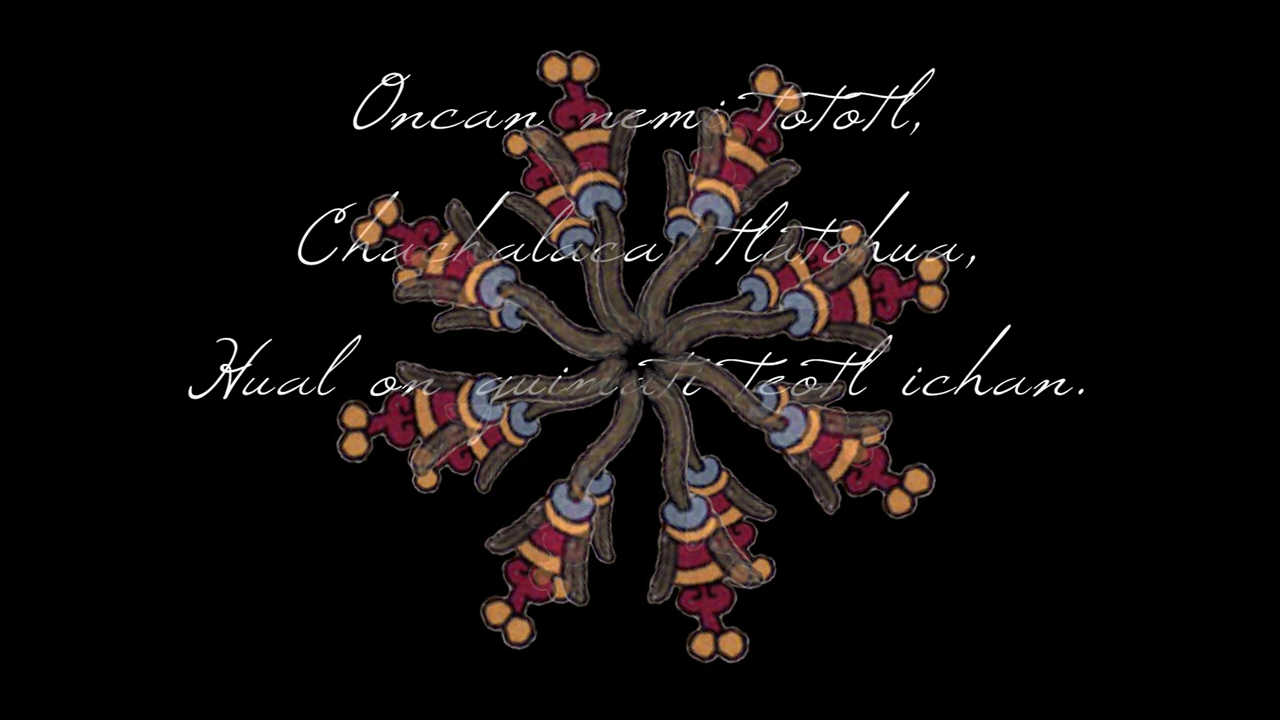 Oncan nemi tototl,
Chachalaca tlatohua,
Hual on quimati teotl ichan.